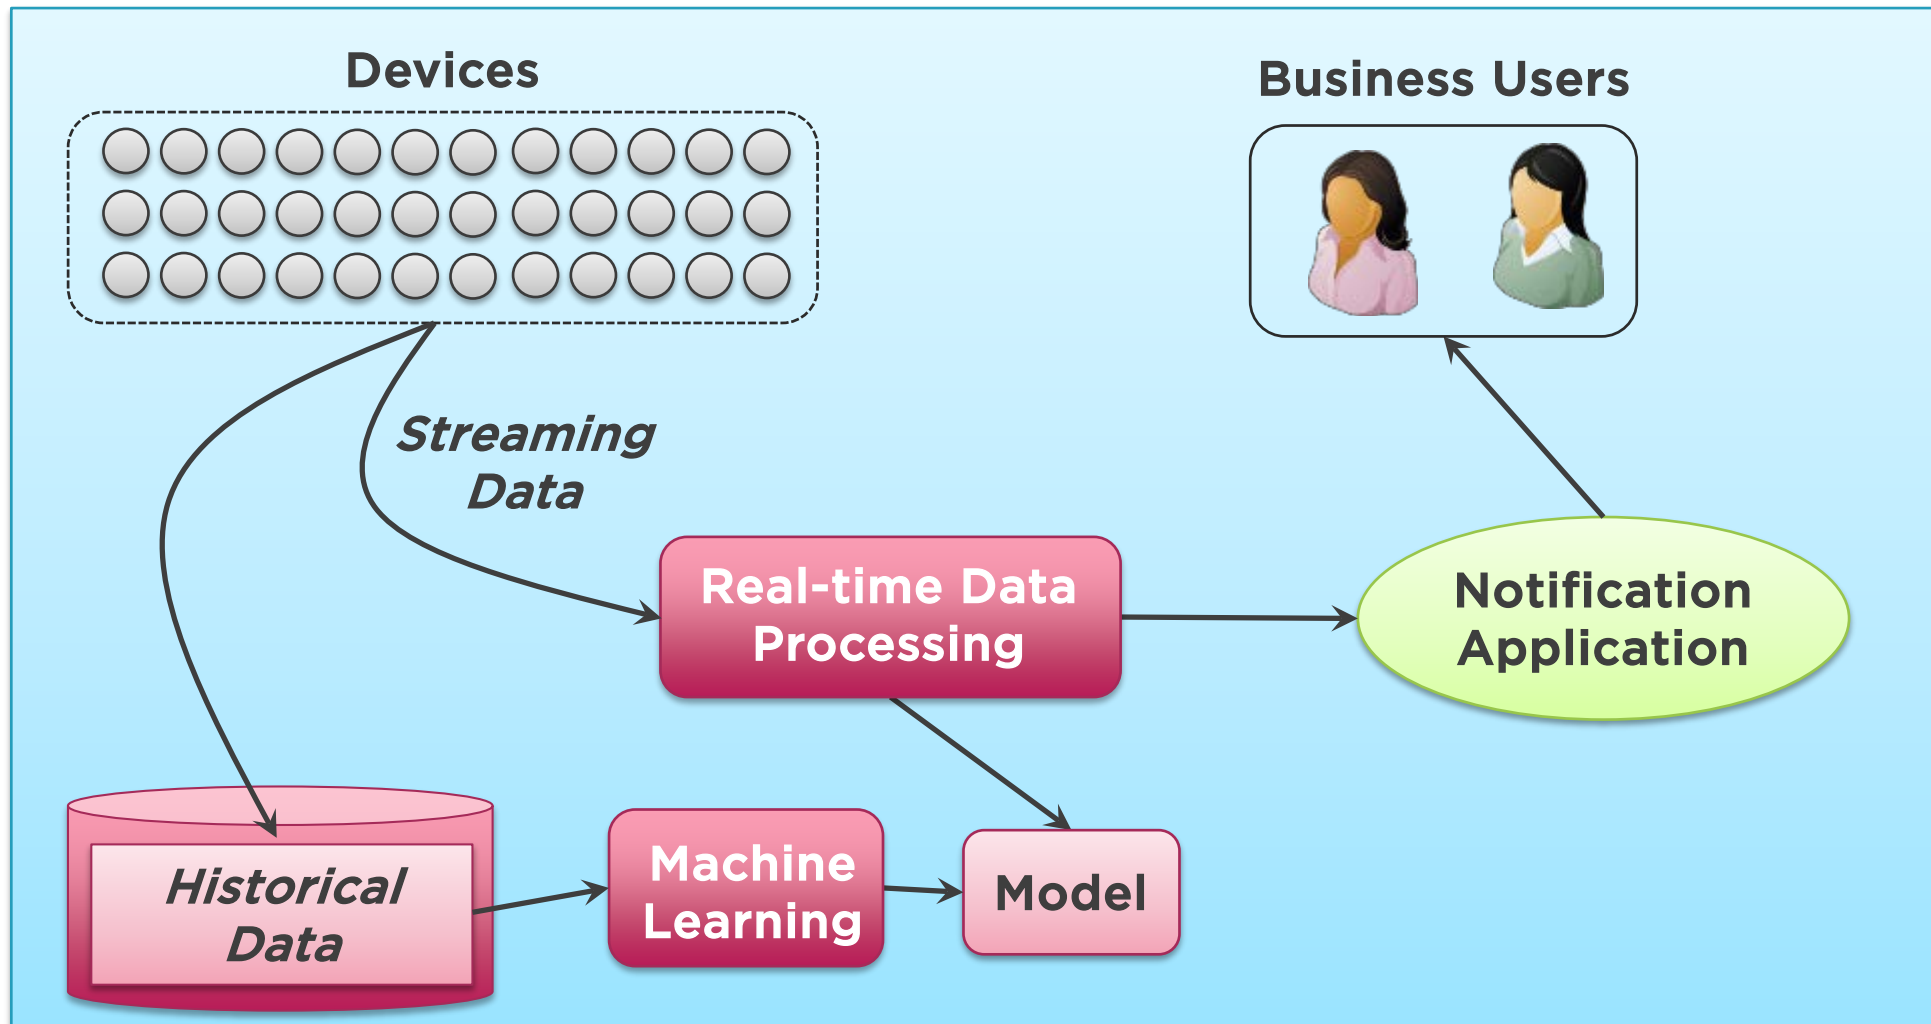 Devices
Business Users
Streaming
Data
Real-time Data
Processing
Notification
Application
Historical
Data
Machine
Learning
Model